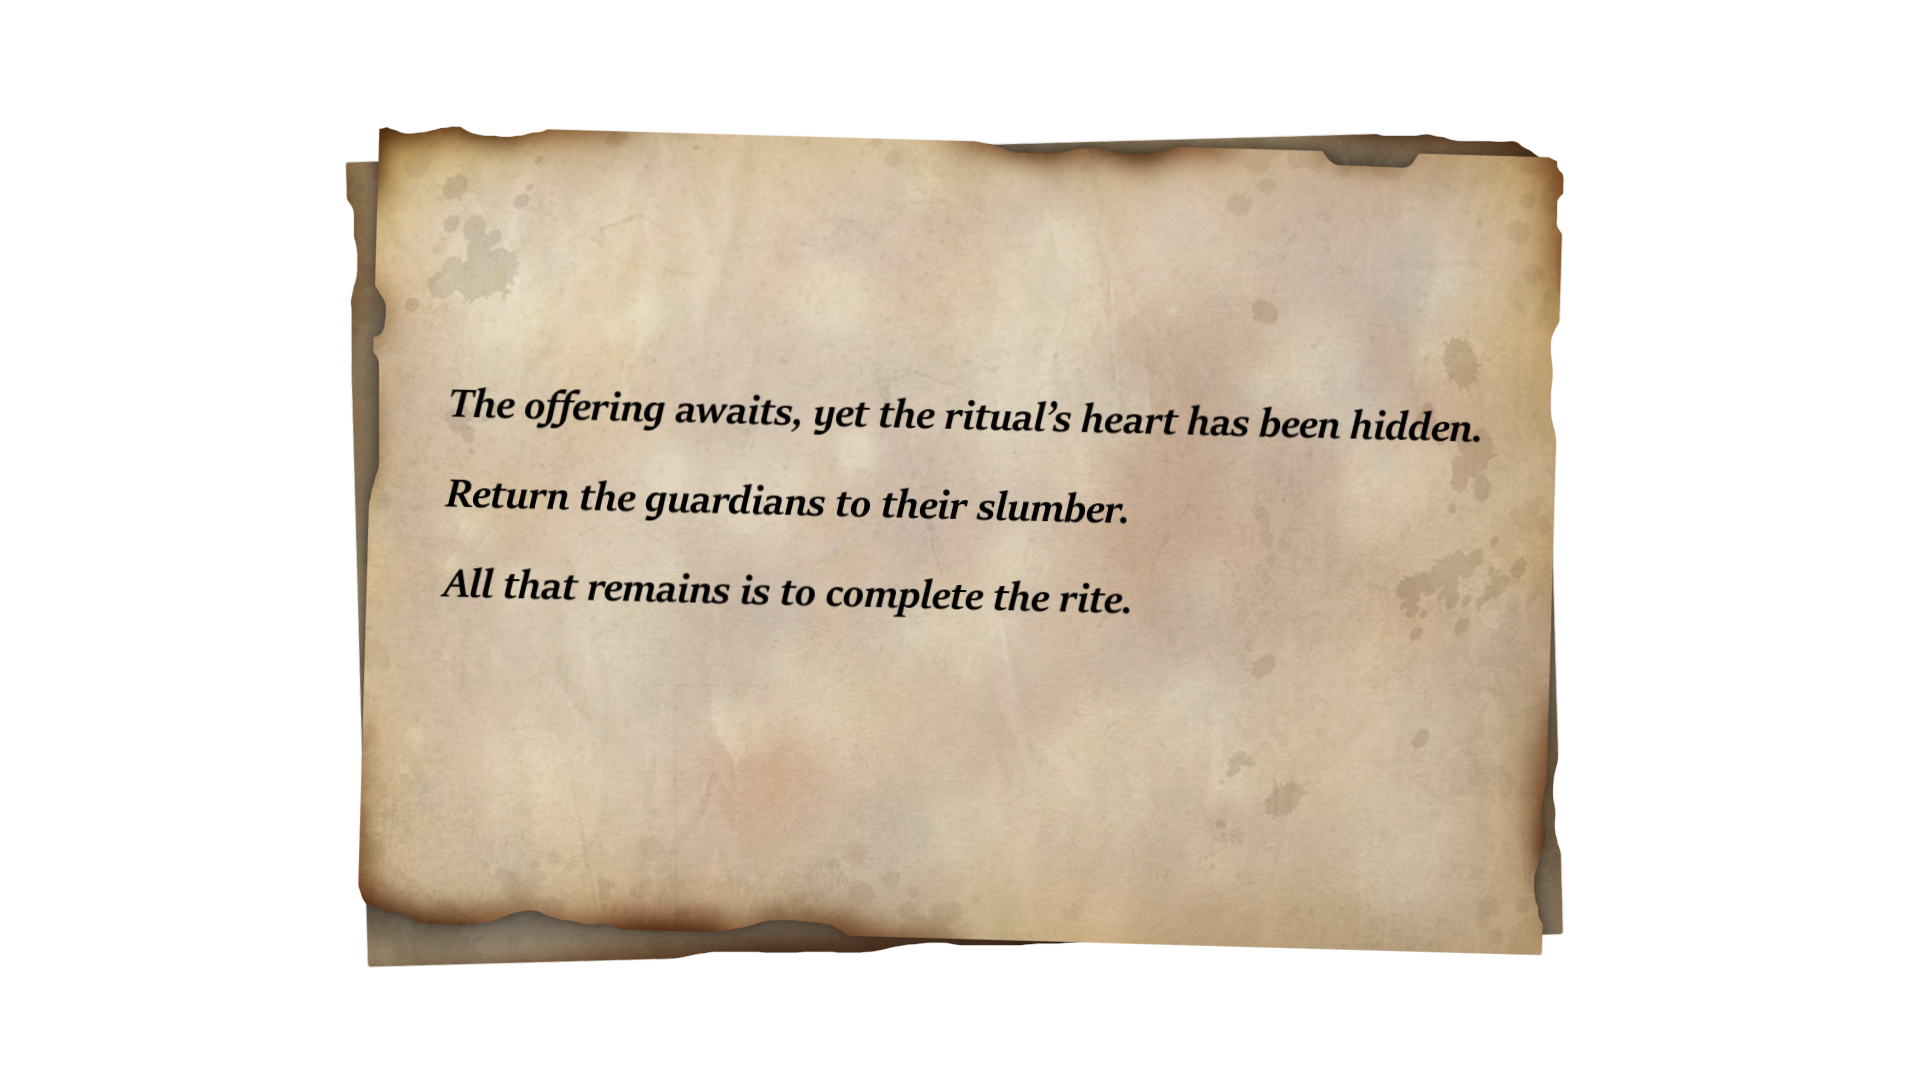 The offering awaits, yet the ritual’s heart has been hidden.
Return the guardians to their slumber.
All that remains is to complete the rite.